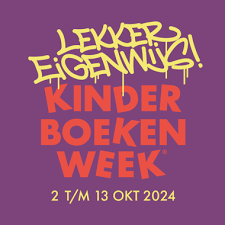 LEKKER
EiGENWijS!
KINDER
BOEKEN
WEEK®
2 T/M 13 OKT 2024